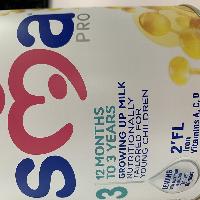 sma
PRO
3
12 MONTHS
TO 3 YEARS
GROWING UP MILK
NUTRITIONALLY
TAILORED FOR
YOUNG CHILDREN
2'FL
Iron
Vitamins A, C, D